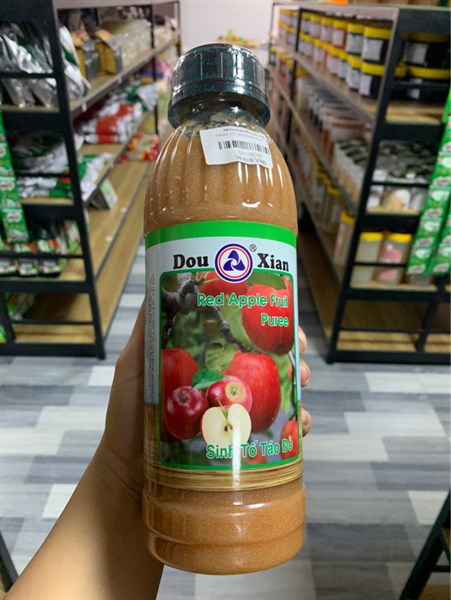 Dou ® Xian
Red Apple Fruit
Puree
Sinh Tố Táo Đỏ